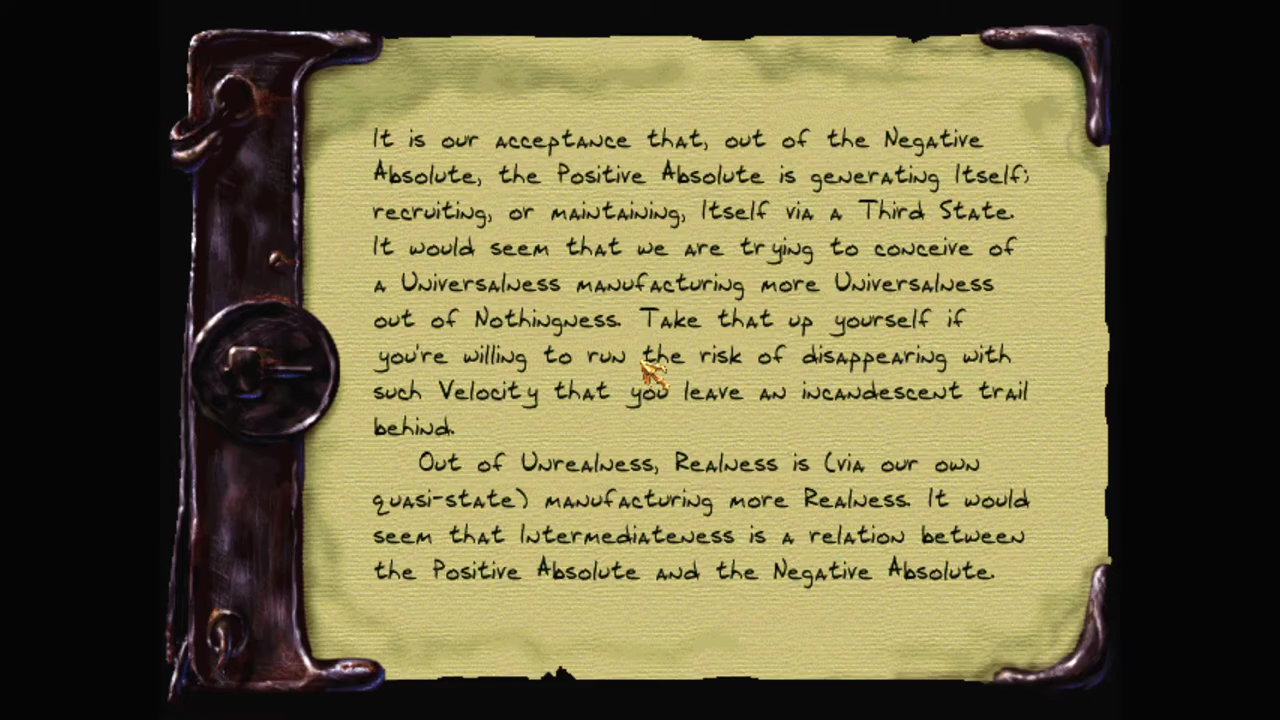 It is our acceptance that, out of the Negative
Absolute, the Positive Absolute is generating Itself;
recruiting, or maintaining, Itself via a Third State.
It would seem that we are trying to conceive of
a Universalness manufacturing more Universalness
out of Nothingness. Take that up yourself if
you're willing to run the risk of disappearing with
such Velocity that you leave an incandescent trail
behind.
Out of Unrealness, Realness is (via our own
quasi-state) manufacturing more Realness. It would
seem that Intermediateness is a relation between
the Positive Absolute and the Negative Absolute.